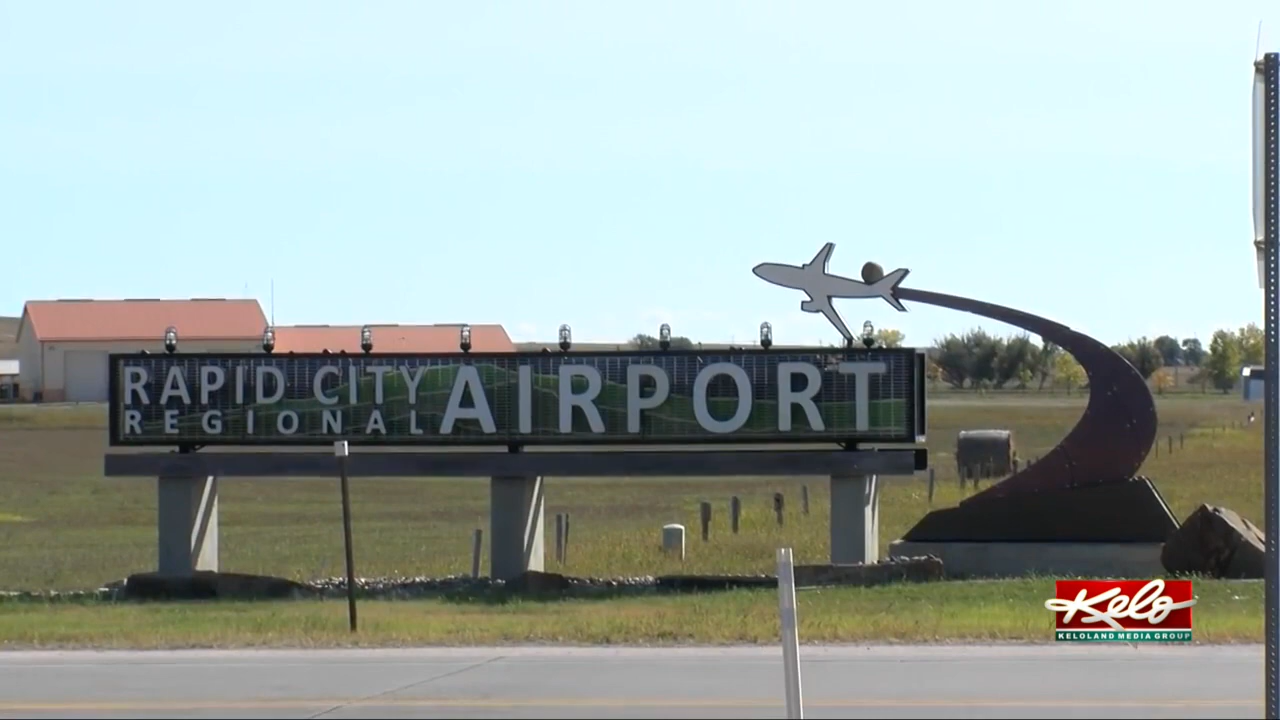 RAPID CITY
REGIONAL
AIRPORT
Kelo
KELOLAND MEDIA GROUP